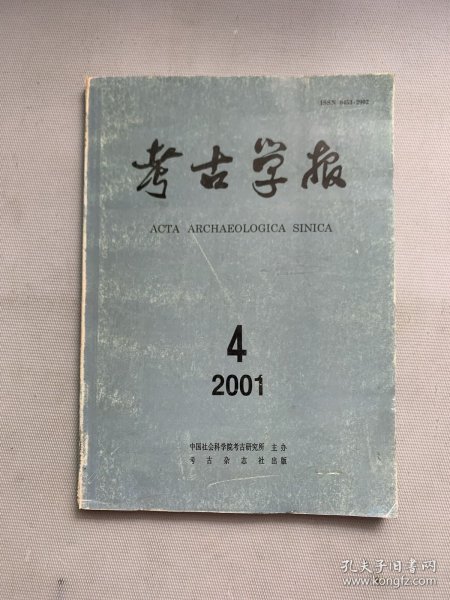 ISSN 0453-2902
考古学报
ACTA ARCHAEOLOGICA SINICA
4
2001
中国社会科学院考古研究所 主办
考古杂志社出版
孔夫子旧书网
www.kongfz.com